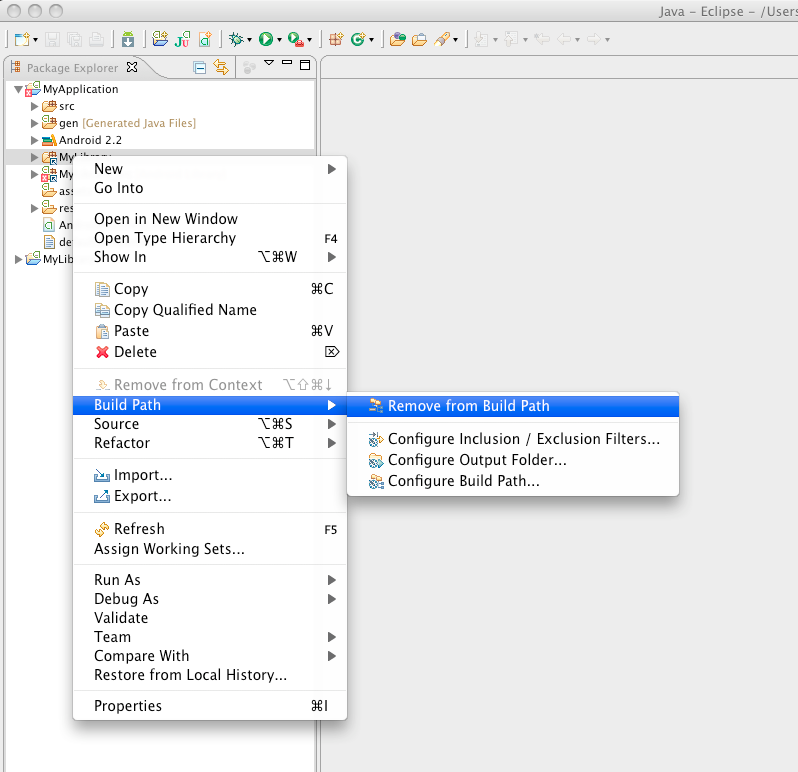 Java – Eclipse – /Users
Package Explorer
MyApplication
src
gen [Generated Java Files]
Android 2.2
MyLibrary
My
ass
res
An
de
MyLib
New
Go Into
Open in New Window
Open Type Hierarchy F4
Show In ⌥⌘W
Copy ⌘C
Copy Qualified Name
Paste ⌘V
Delete ⌦
Remove from Context ⌥⇧⌘↓
Build Path
Source ⌥⌘S
Refactor ⌥⌘T
Import...
Export...
Refresh F5
Assign Working Sets...
Run As
Debug As
Validate
Team
Compare With
Restore from Local History...
Properties ⌘I
Remove from Build Path
Configure Inclusion / Exclusion Filters...
Configure Output Folder...
Configure Build Path...